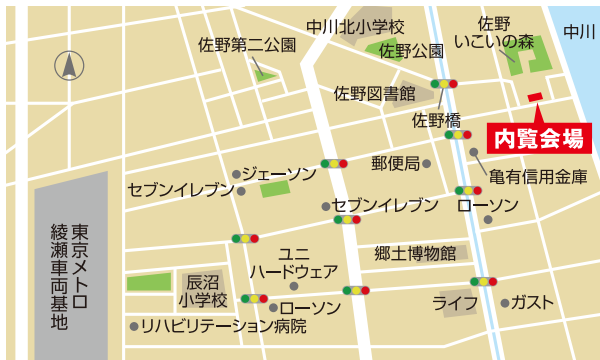 中川北小学校
佐野
いこいの森
中川
佐野第二公園
佐野公園
佐野図書館
佐野橋
内覧会場
郵便局
亀有信用金庫
ジェーソン
セブンイレブン
セブンイレブン
ローソン
東京メトロ
綾瀬車両基地
ユニ
ハードウェア
郷土博物館
辰沼
小学校
ローソン
ライフ
ガスト
リハビリテーション病院